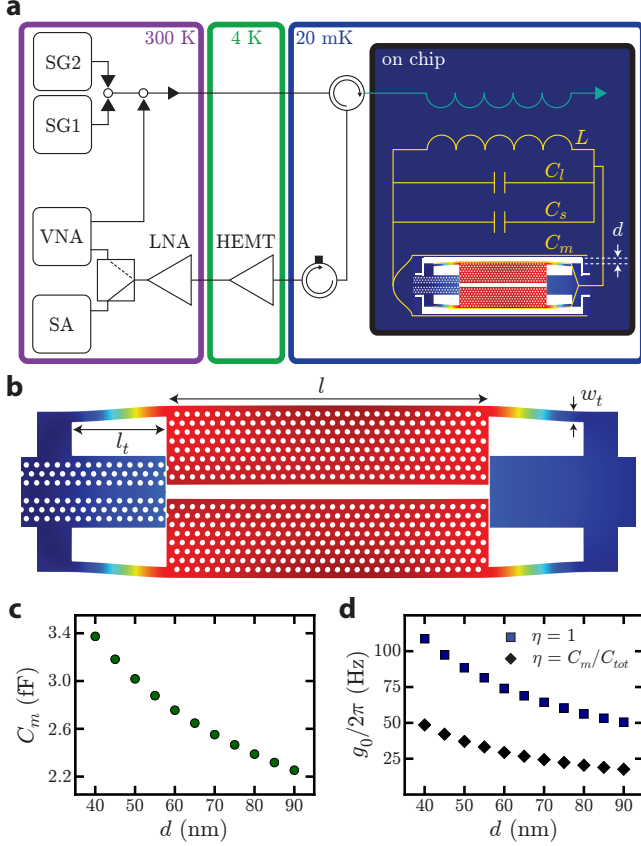 a
300 K
4 K
20 mK
SG2
SG1
on chip
L
C_l
C_s
C_m
d
VNA
LNA
HEMT
SA
b
l
w_t
l_t
c
C_m (fF)
3.4
3.0
2.6
2.2
40 50 60 70 80 90
d (nm)
d
g_0/2π (Hz)
η = 1
η = C_m/C_tot
100
75
50
25
40 50 60 70 80 90
d (nm)